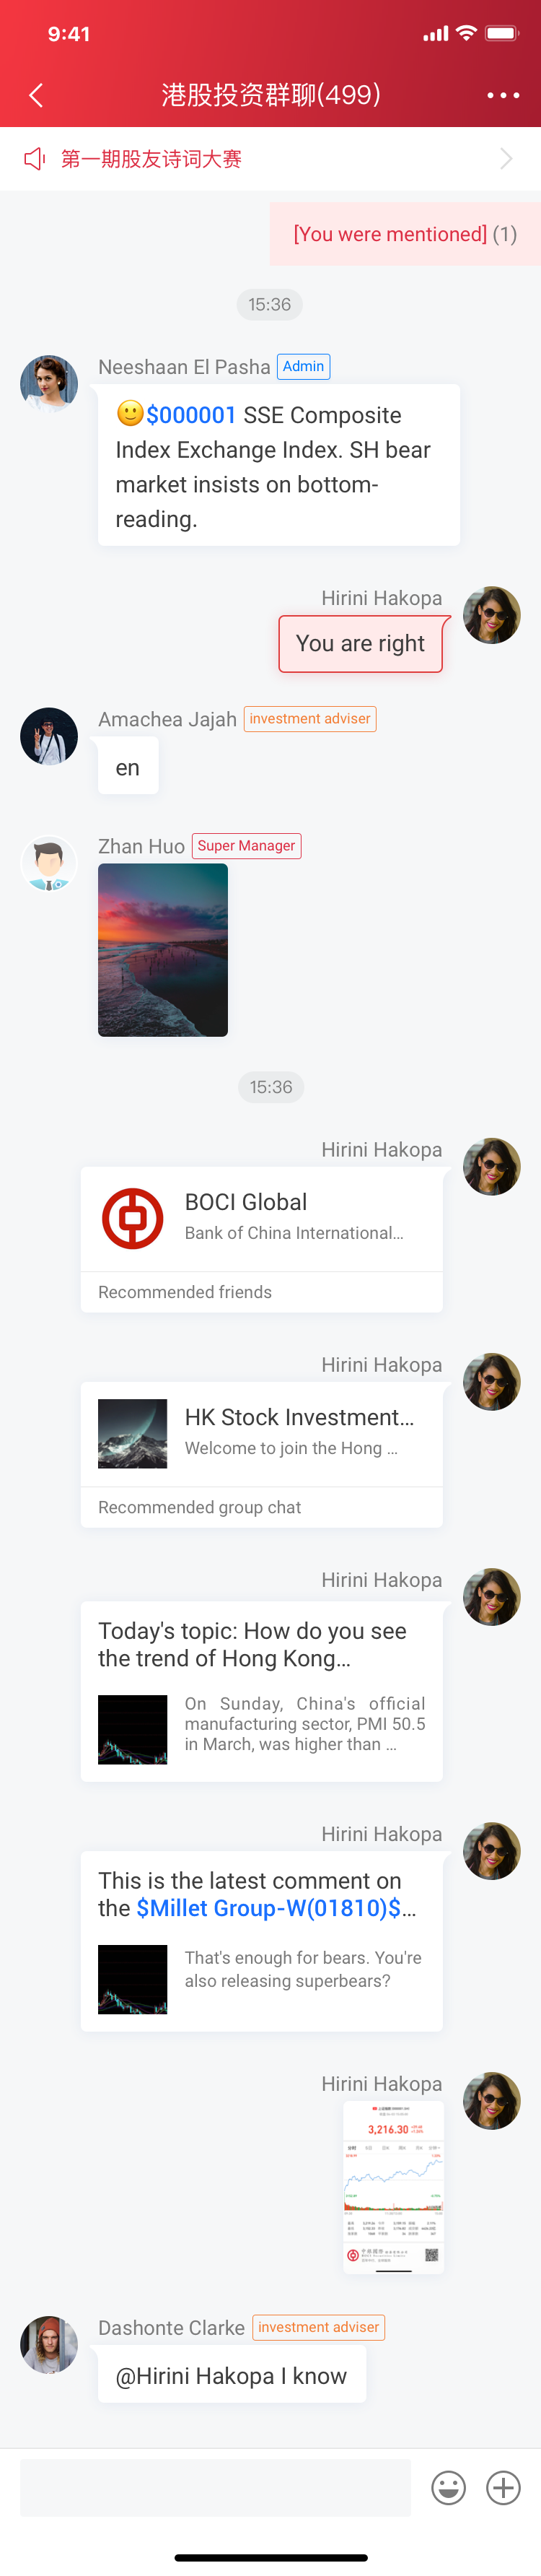 9:41
港股投资群聊(499)
第一期股友诗词大赛
[You were mentioned] (1)
15:36
Neeshaan El Pasha Admin
$000001 SSE Composite
Index Exchange Index. SH bear
market insists on bottom-
reading.
Hirini Hakopa
You are right
Amachea Jajah investment adviser
en
Zhan Huo Super Manager
15:36
Hirini Hakopa
BOCI Global
Bank of China International...
Recommended friends
Hirini Hakopa
HK Stock Investment...
Welcome to join the Hong ...
Recommended group chat
Hirini Hakopa
Today's topic: How do you see
the trend of Hong Kong...
On Sunday, China's official
manufacturing sector, PMI 50.5
in March, was higher than ...
Hirini Hakopa
This is the latest comment on
the $Millet Group-W(01810)$...
That's enough for bears. You're
also releasing superbears?
Hirini Hakopa
3,216.30
Dashonte Clarke investment adviser
@Hirini Hakopa I know